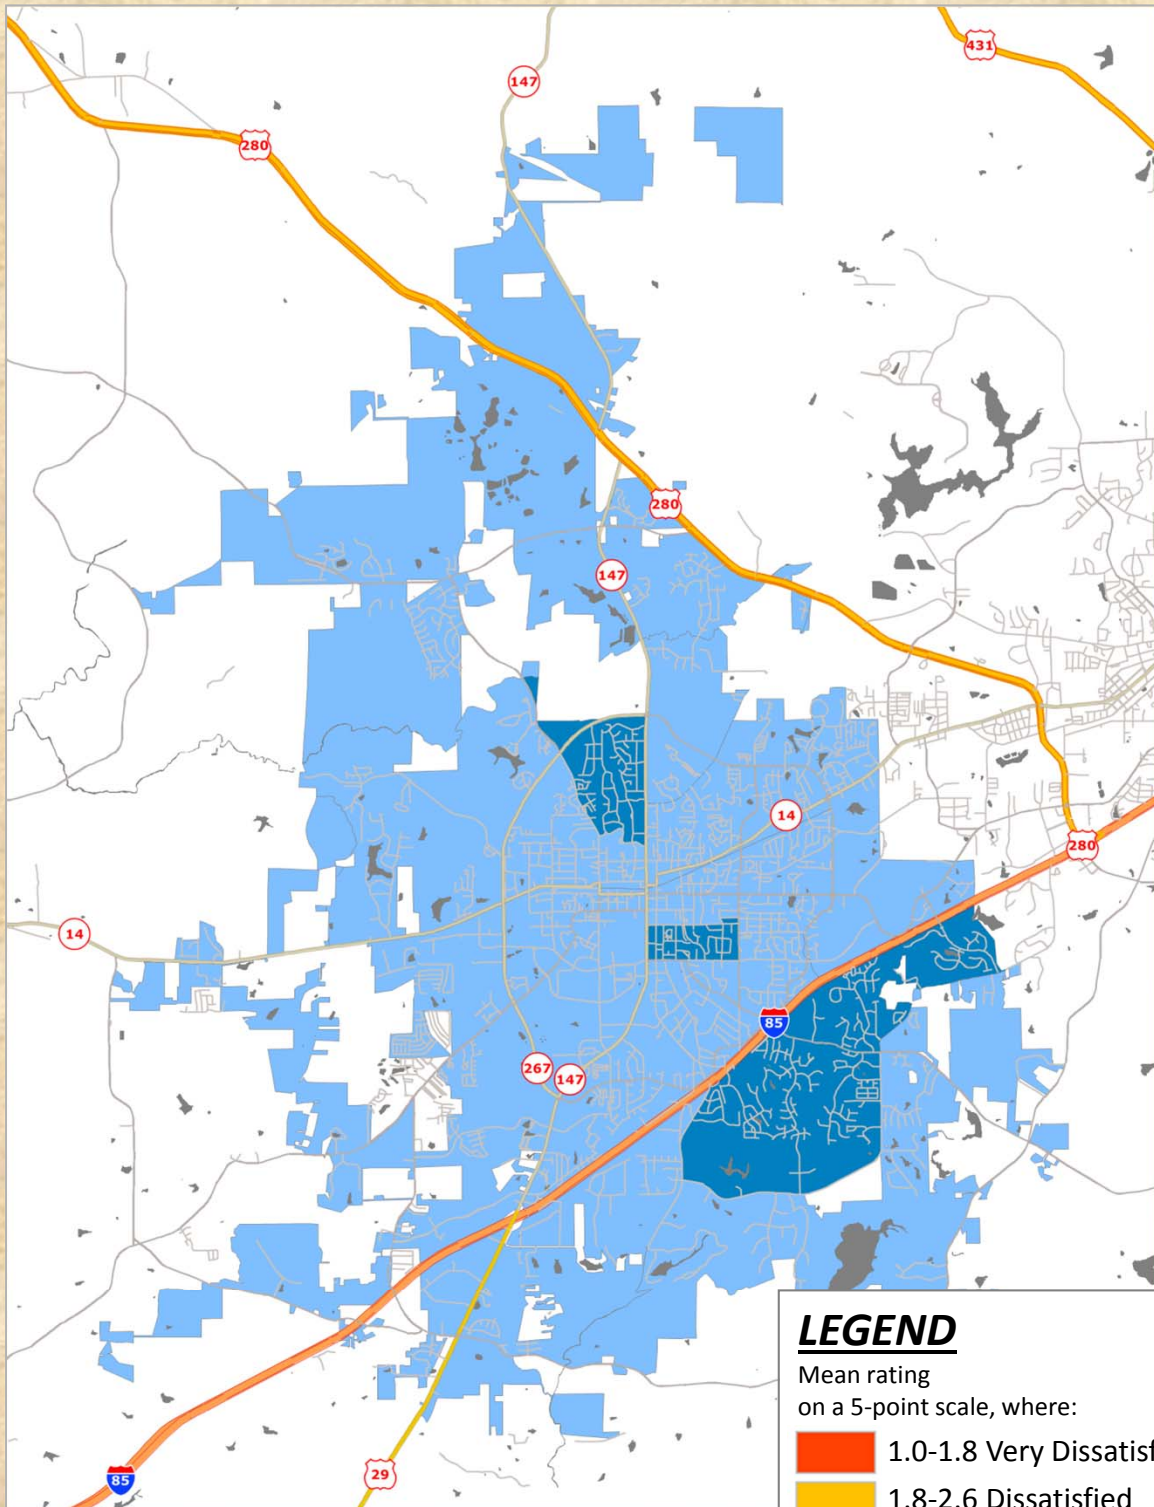 431
147
280
280
147
14
280
14
85
267
147
LEGEND
Mean rating
on a 5-point scale, where:
1.0-1.8 Very Dissatisf
29
85
1.8-2.6 Dissatisfied